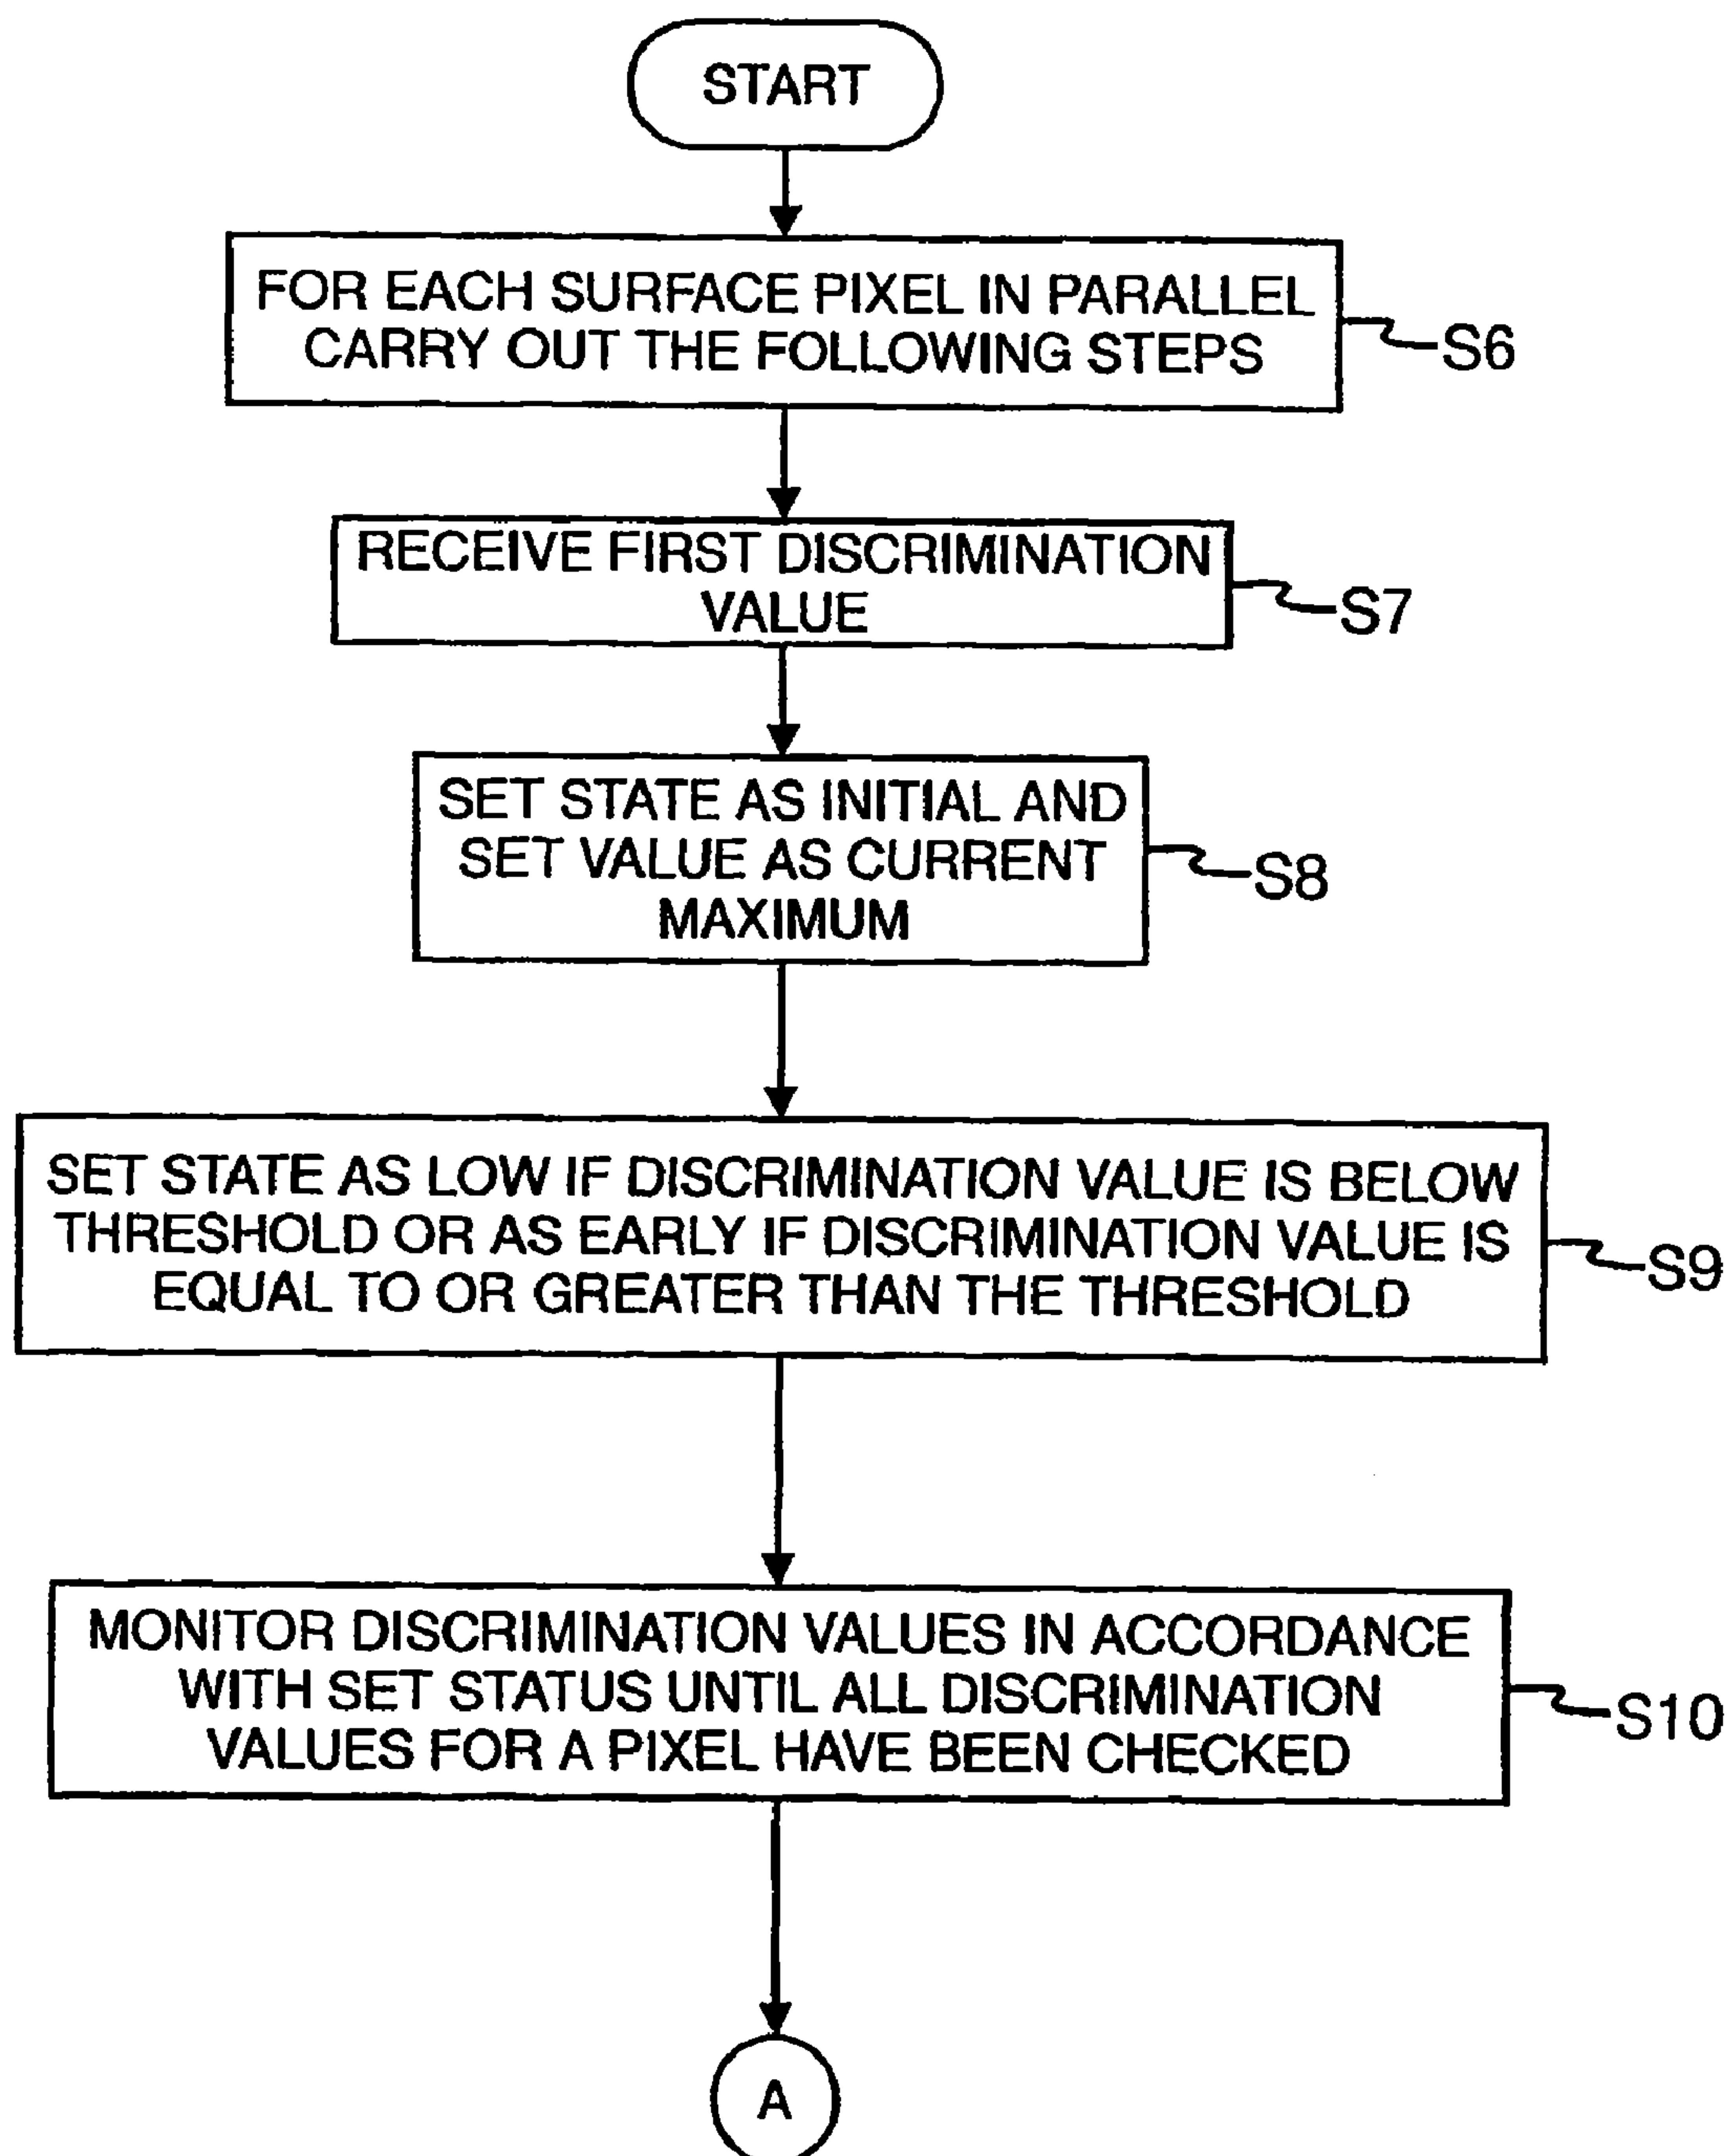 START
FOR EACH SURFACE PIXEL IN PARALLEL
CARRY OUT THE FOLLOWING STEPS
S6
RECEIVE FIRST DISCRIMINATION
VALUE
S7
SET STATE AS INITIAL AND
SET VALUE AS CURRENT
MAXIMUM
S8
SET STATE AS LOW IF DISCRIMINATION VALUE IS BELOW
THRESHOLD OR AS EARLY IF DISCRIMINATION VALUE IS
EQUAL TO OR GREATER THAN THE THRESHOLD
S9
MONITOR DISCRIMINATION VALUES IN ACCORDANCE
WITH SET STATUS UNTIL ALL DISCRIMINATION
VALUES FOR A PIXEL HAVE BEEN CHECKED
S10
A